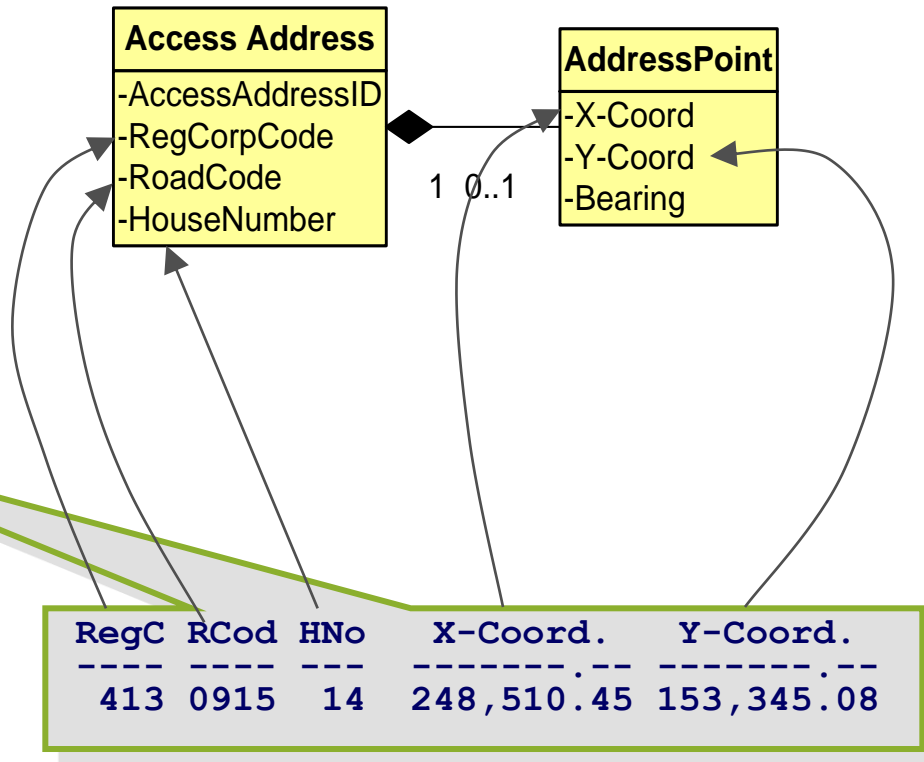 Access Address
-AccessAddressID
-RegCorpCode
-RoadCode
-HouseNumber
1 0..1
AddressPoint
-X-Coord
-Y-Coord
-Bearing
RegC RCod HNo X-Coord. Y-Coord.
---- ---- --- -------.-- -------.--
413 0915 14 248,510.45 153,345.08